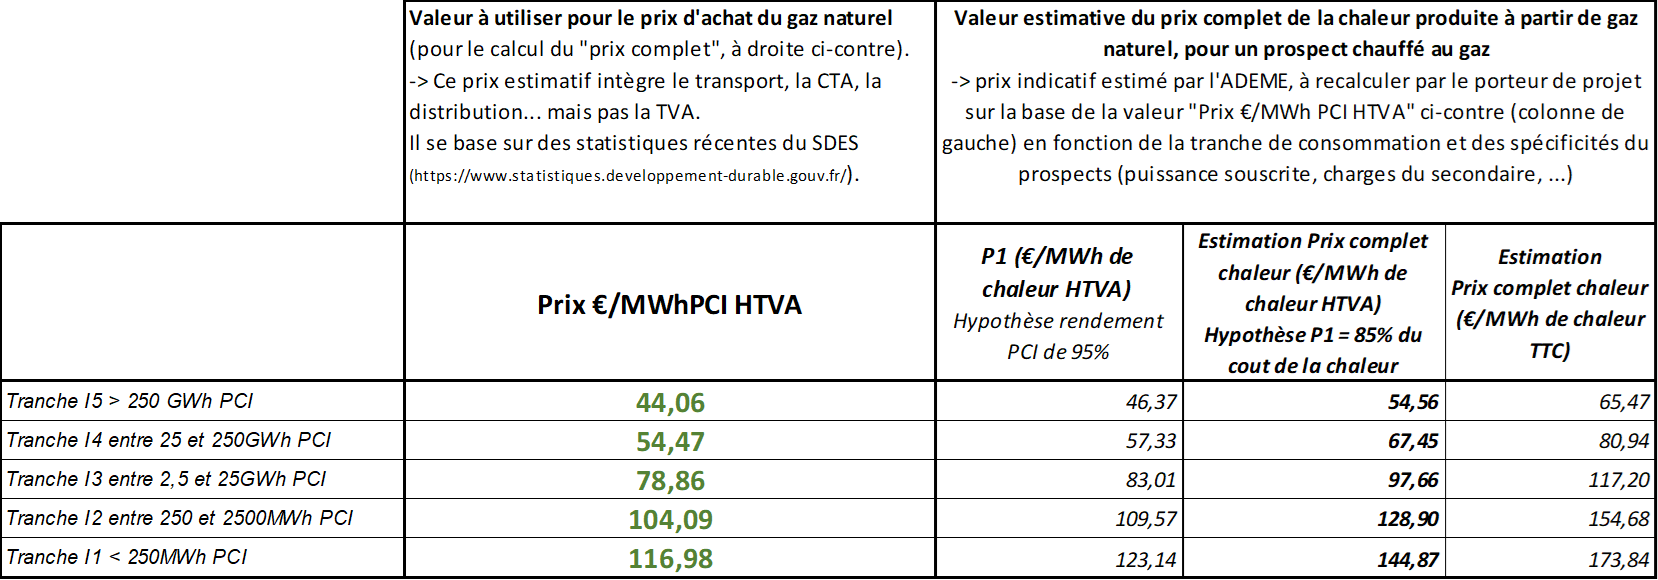 Valeur à utiliser pour le prix d'achat du gaz naturel
(pour le calcul du "prix complet", à droite ci-contre).
-> Ce prix estimatif intègre le transport, la CTA, la
distribution... mais pas la TVA.
Il se base sur des statistiques récentes du SDES
(https://www.statistiques.developpement-durable.gouv.fr/).
Valeur estimative du prix complet de la chaleur produite à partir de gaz
naturel, pour un prospect chauffé au gaz
-> prix indicatif estimé par l'ADEME, à recalculer par le porteur de projet
sur la base de la valeur "Prix €/MWh PCI HTVA" ci-contre (colonne de
gauche) en fonction de la tranche de consommation et des spécificités du
prospects (puissance souscrite, charges du secondaire, ...)
Prix €/MWhPCI HTVA
P1 (€/MWh de
chaleur HTVA)
Hypothèse rendement
PCI de 95%
Estimation Prix complet
chaleur (€/MWh de
chaleur HTVA)
Hypothèse P1 = 85% du
cout de la chaleur
Estimation
Prix complet chaleur
(€/MWh de chaleur
TTC)
Tranche I5 > 250 GWh PCI 44,06 46,37 54,56 65,47
Tranche I4 entre 25 et 250GWh PCI 54,47 57,33 67,45 80,94
Tranche I3 entre 2,5 et 25GWh PCI 78,86 83,01 97,66 117,20
Tranche I2 entre 250 et 2500MWh PCI 104,09 109,57 128,90 154,68
Tranche I1 < 250MWh PCI 116,98 123,14 144,87 173,84